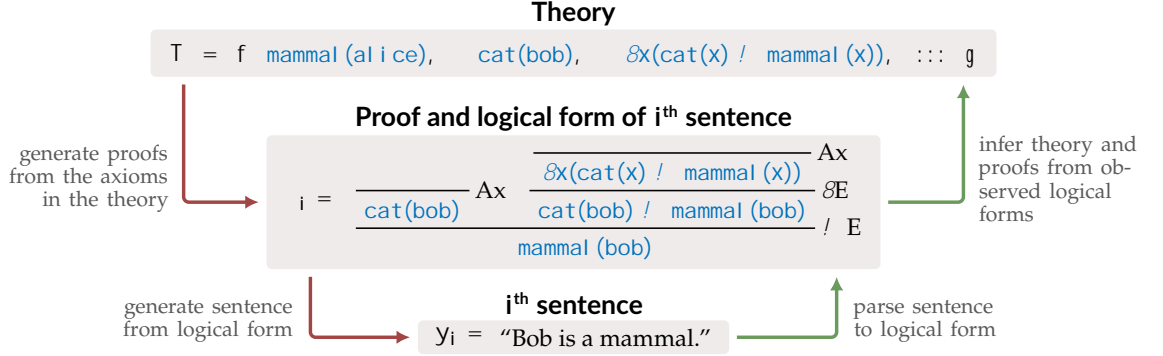 Theory
T = f mammal(alice), cat(bob), 8x(cat(x) ! mammal(x)), ::: g
Proof and logical form of iᵗʰ sentence
generate proofs
from the axioms
in the theory
i =
Ax
8x(cat(x) ! mammal(x))
Ax
cat(bob)
8E
cat(bob) ! mammal(bob)
! E
mammal(bob)
infer theory and
proofs from ob-
served logical
forms
generate sentence
from logical form
iᵗʰ sentence
yᵢ = “Bob is a mammal.”
parse sentence
to logical form